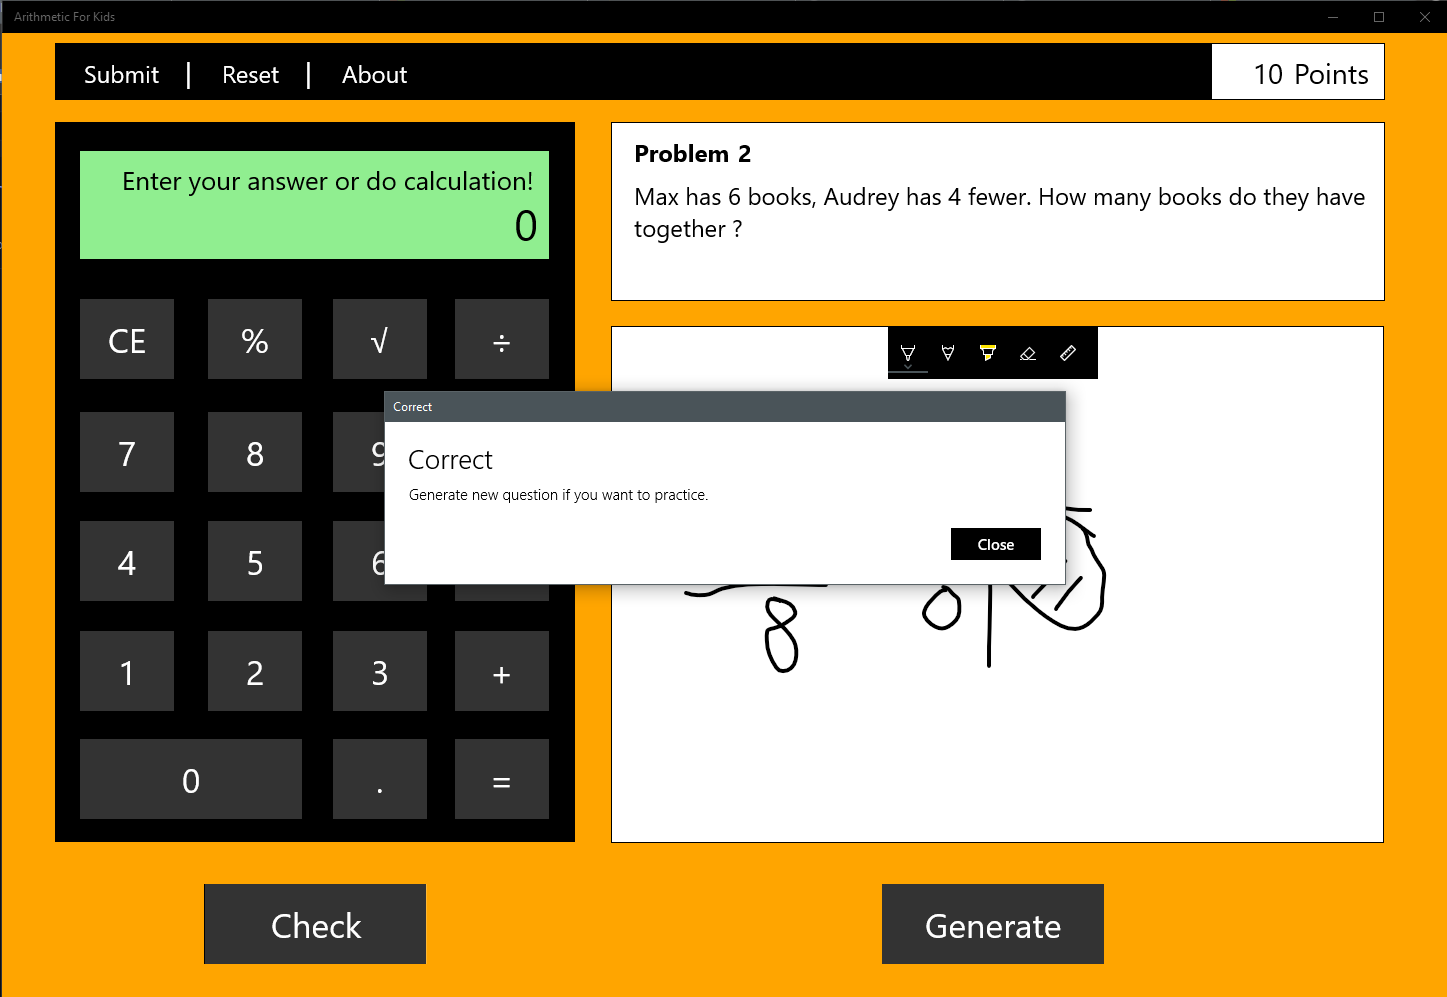 Arithmetic For Kids
Submit | Reset | About
10 Points
Enter your answer or do calculation!
0
Problem 2
Max has 6 books, Audrey has 4 fewer. How many books do they have
together ?
CE % √ ÷
7 8 9
4 5 6
1 2 3 +
0 . =
Correct
Correct
Generate new question if you want to practice.
Close
8
Check
Generate